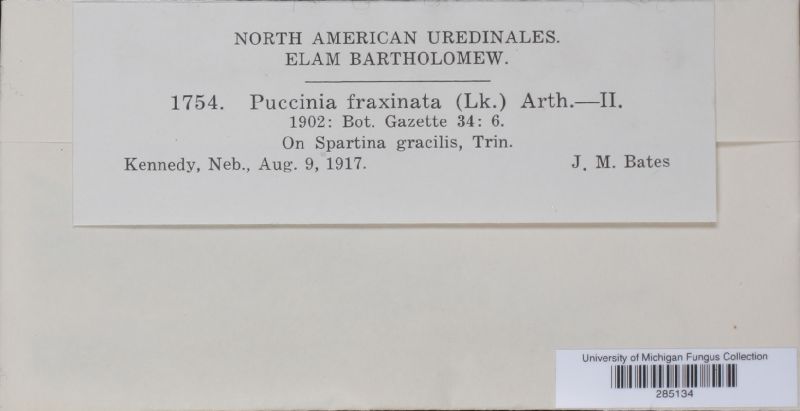 NORTH AMERICAN UREDINALES.
ELAM BARTHOLOMEW.
1754. Puccinia fraxinata (Lk.) Arth.—II.
1902: Bot. Gazette 34: 6.
On Spartina gracilis, Trin.
Kennedy, Neb., Aug. 9, 1917. J. M. Bates
University of Michigan Fungus Collection
285134